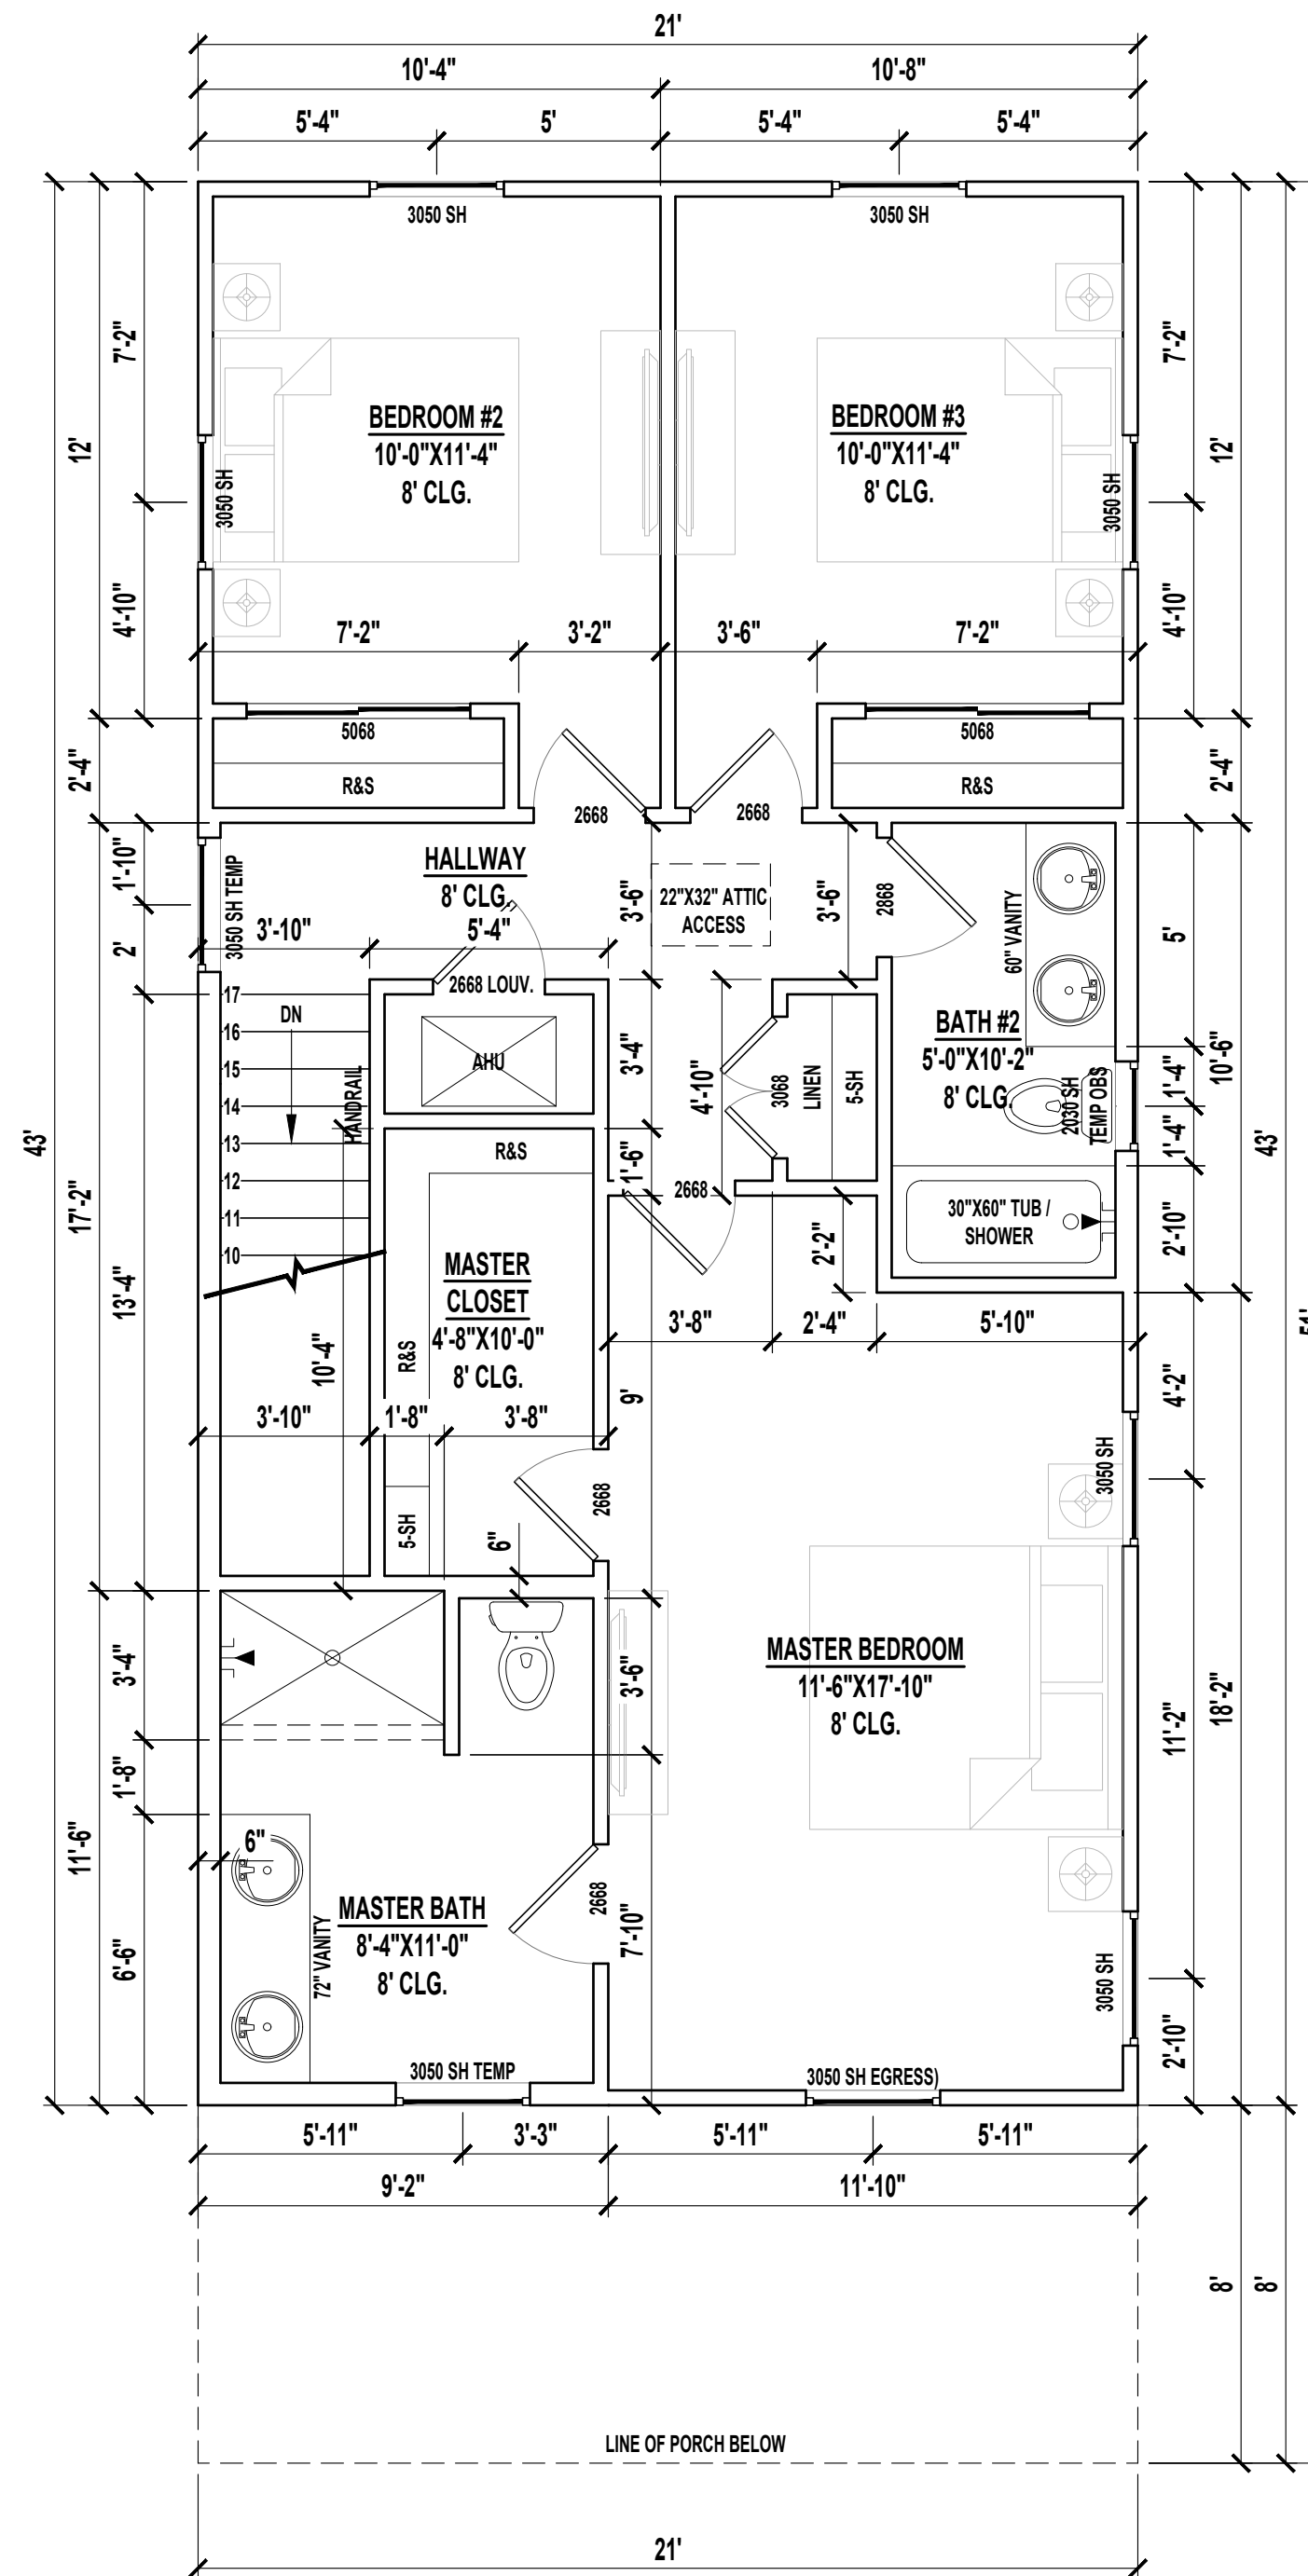 21'
10'-4"
10'-8"
5'-4"
5'
5'-4"
5'-4"
3050 SH
3050 SH
7'-2"
7'-2"
12'
12'
BEDROOM #2
10'-0"X11'-4"
8' CLG.
BEDROOM #3
10'-0"X11'-4"
8' CLG.
3050 SH
3050 SH
4'-10"
4'-10"
7'-2"
3'-2"
3'-6"
7'-2"
5068
5068
2'-4"
R&S
R&S
2'-4"
2668
2668
1'-10"
3050 SH TEMP
HALLWAY
8' CLG.
3'-6"
22"X32" ATTIC
ACCESS
3'-6"
2868
60" VANITY
5'
2'
3'-10"
5'-4"
2668 LOUV.
17
16
15
14
13
12
11
10
DN
HANDRAIL
AHU
3'-4"
4'-10"
3068
LINEN
5-SH
BATH #2
5'-0"X10'-2"
8' CLG.
2030 SH
TEMP OBS
1'-4"
1'-4"
10'-6"
43'
43'
R&S
1'-6"
2668
17'-2"
30"X60" TUB /
SHOWER
2'-10"
2'-2"
13'-4"
MASTER
CLOSET
4'-8"X10'-0"
8' CLG.
R&S
10'-4"
3'-8"
2'-4"
5'-10"
51'
9'
4'-2"
3'-10"
1'-8"
3'-8"
3050 SH
2668
5-SH
6"
3'-4"
3'-6"
MASTER BEDROOM
11'-6"X17'-10"
8' CLG.
11'-2"
18'-2"
1'-8"
11'-6"
6"
MASTER BATH
8'-4"X11'-0"
8' CLG.
72" VANITY
2668
7'-10"
6'-6"
3050 SH
2'-10"
3050 SH TEMP
3050 SH EGRESS)
5'-11"
3'-3"
5'-11"
5'-11"
9'-2"
11'-10"
8'
8'
LINE OF PORCH BELOW
21'